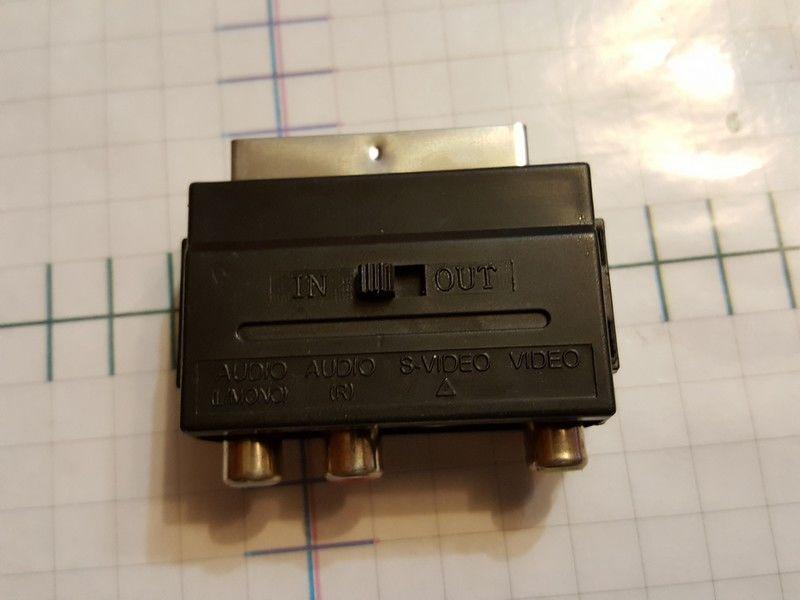 IN OUT
AUDIO AUDIO S-VIDEO VIDEO
(L/MONO) (R)